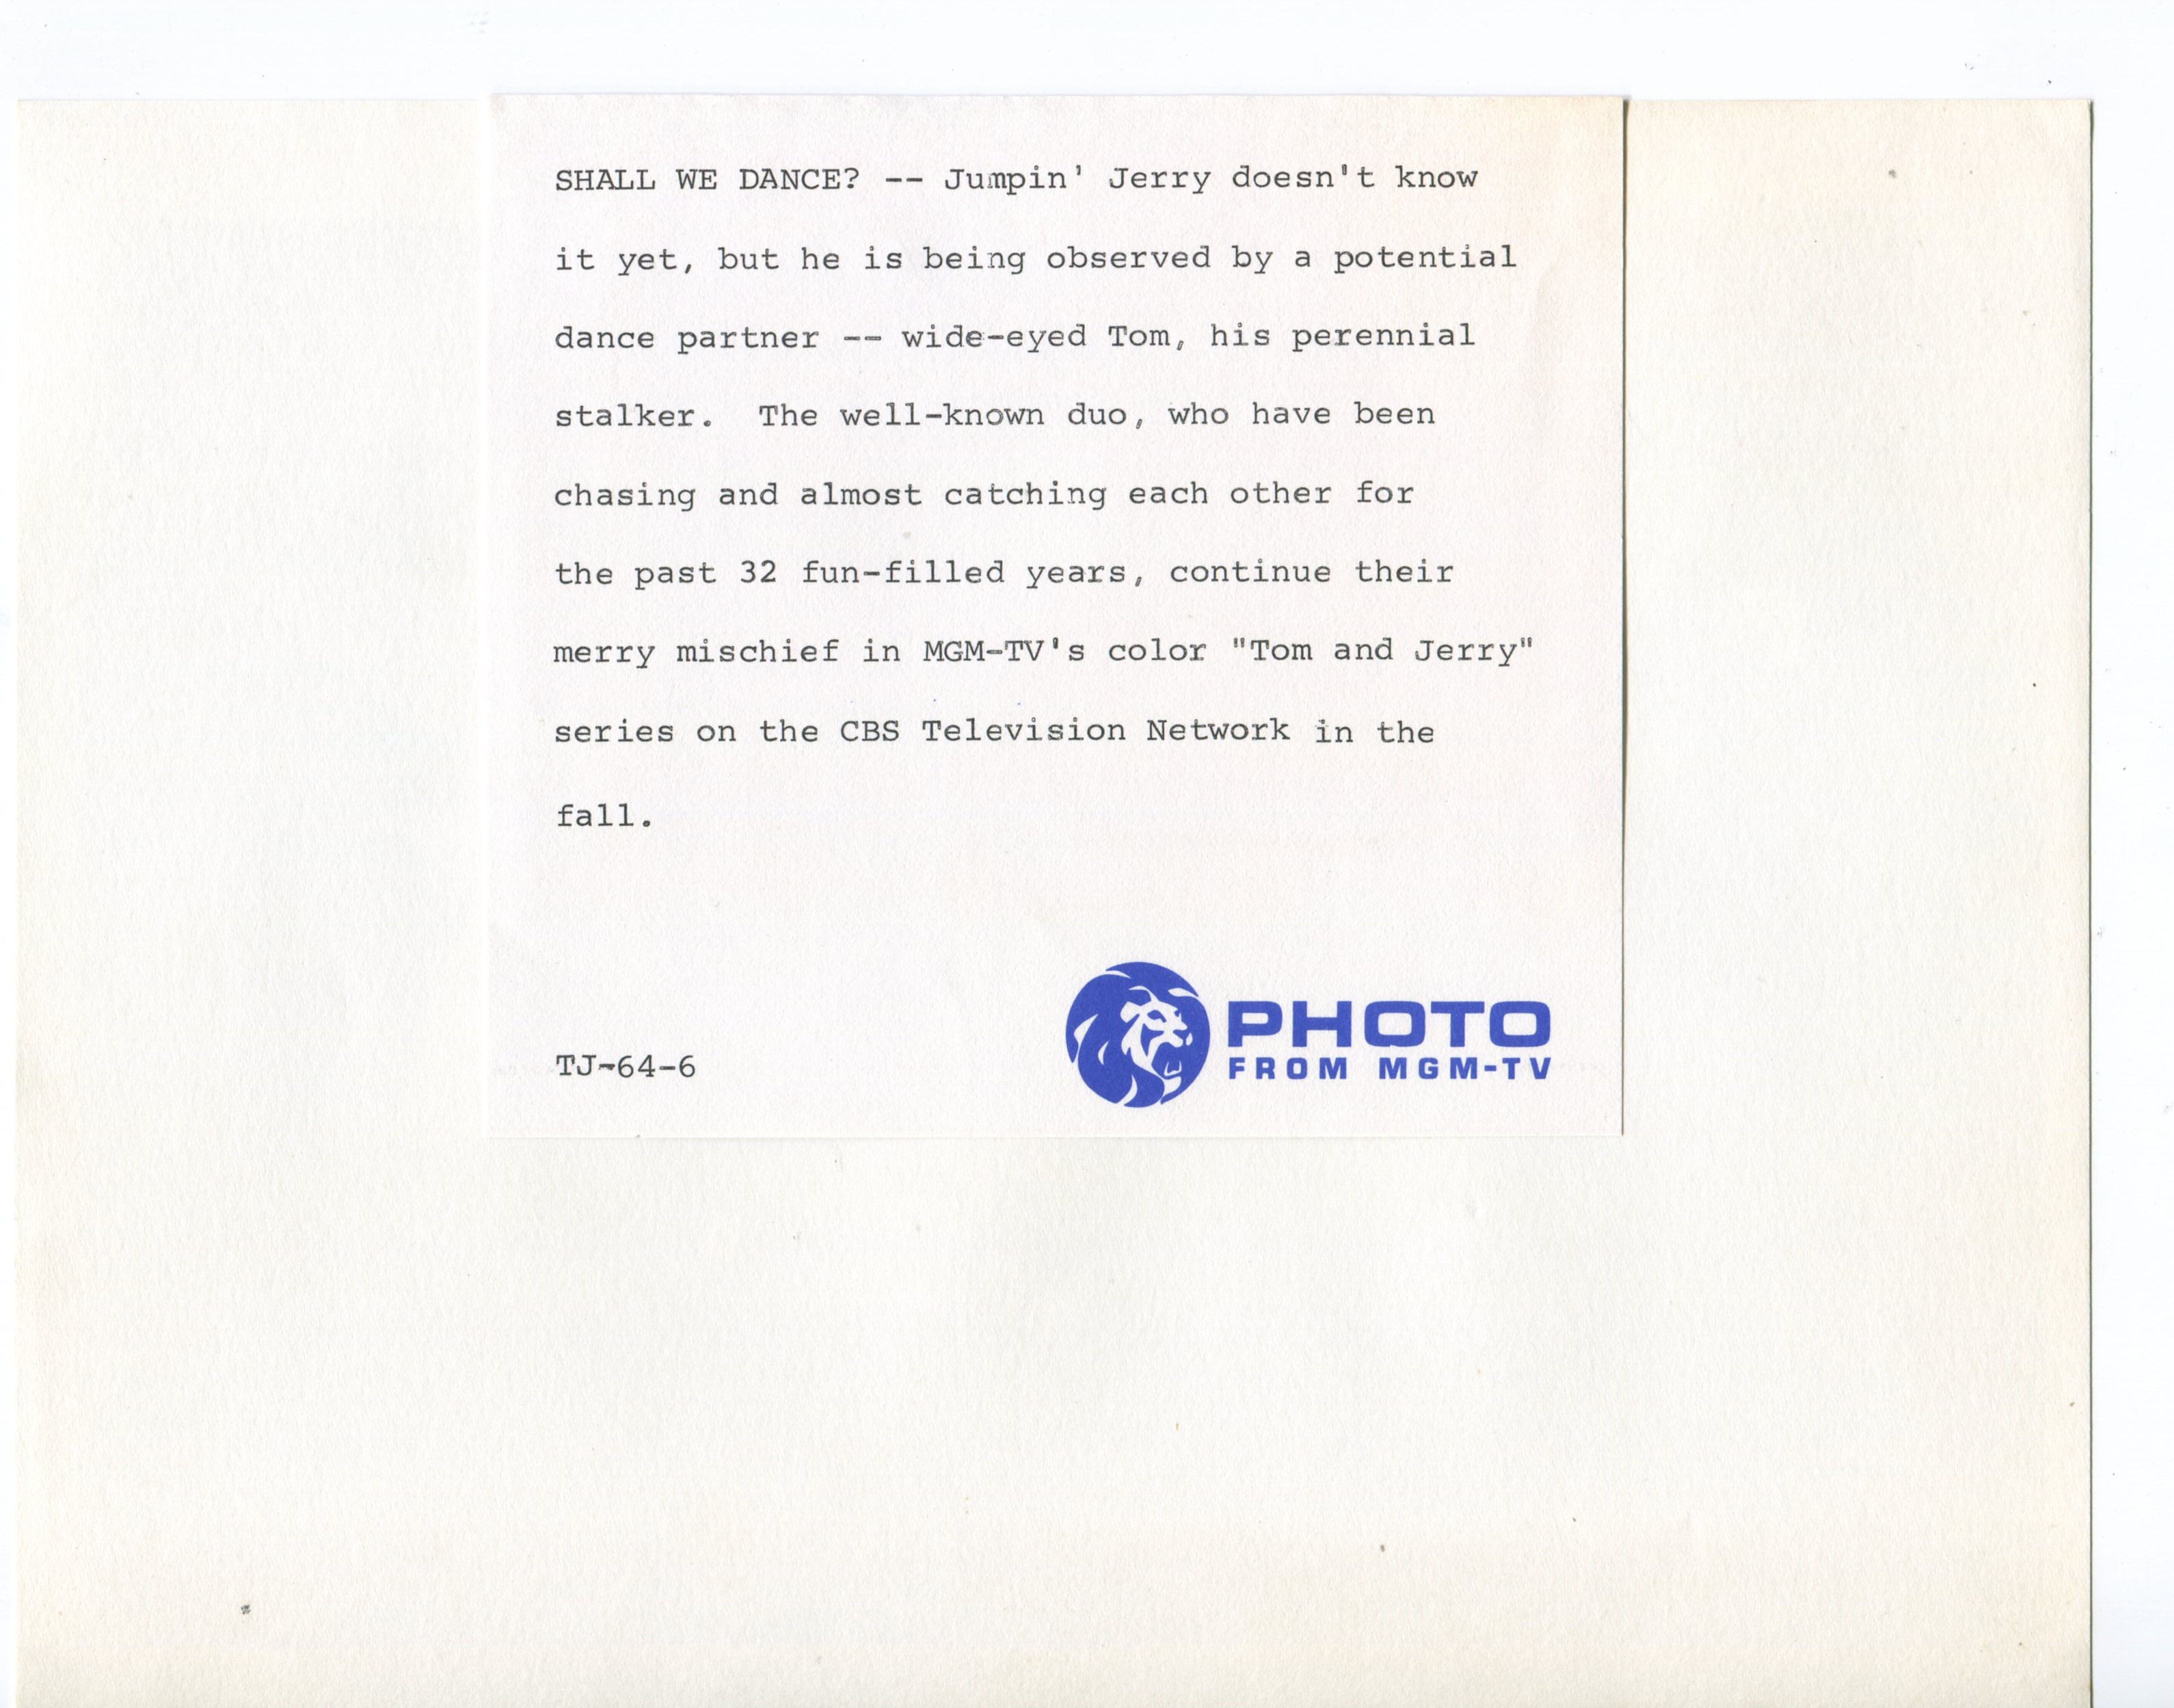 SHALL WE DANCE? -- Jumpin' Jerry doesn't know
it yet, but he is being observed by a potential
dance partner -- wide-eyed Tom, his perennial
stalker.  The well-known duo, who have been
chasing and almost catching each other for
the past 32 fun-filled years, continue their
merry mischief in MGM-TV's color "Tom and Jerry"
series on the CBS Television Network in the
fall.
TJ-64-6
PHOTO
FROM MGM-TV